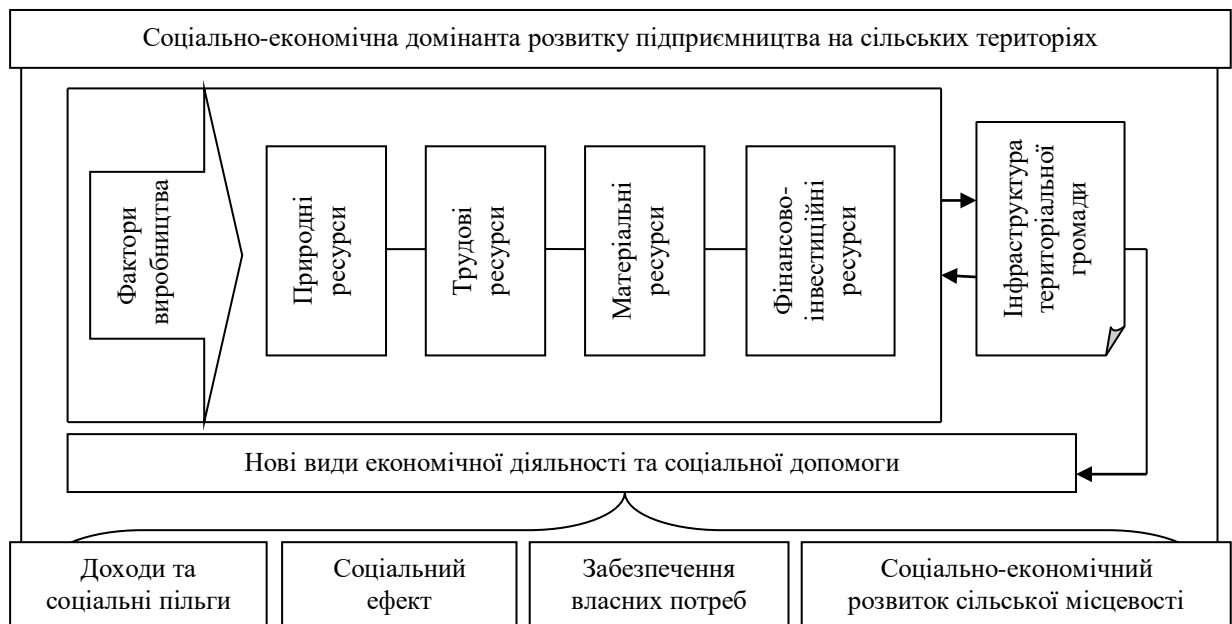 Соціально-економічна домінанта розвитку підприємництва на сільських територіях
Фактори
виробництва
Природні
ресурси
Трудові
ресурси
Матеріальні
ресурси
Фінансово-
інвестиційні
ресурси
Інфраструктура
територіальної
громади
Нові види економічної діяльності та соціальної допомоги
Доходи та
соціальні пільги
Соціальний
ефект
Забезпечення
власних потреб
Соціально-економічний
розвиток сільської місцевості